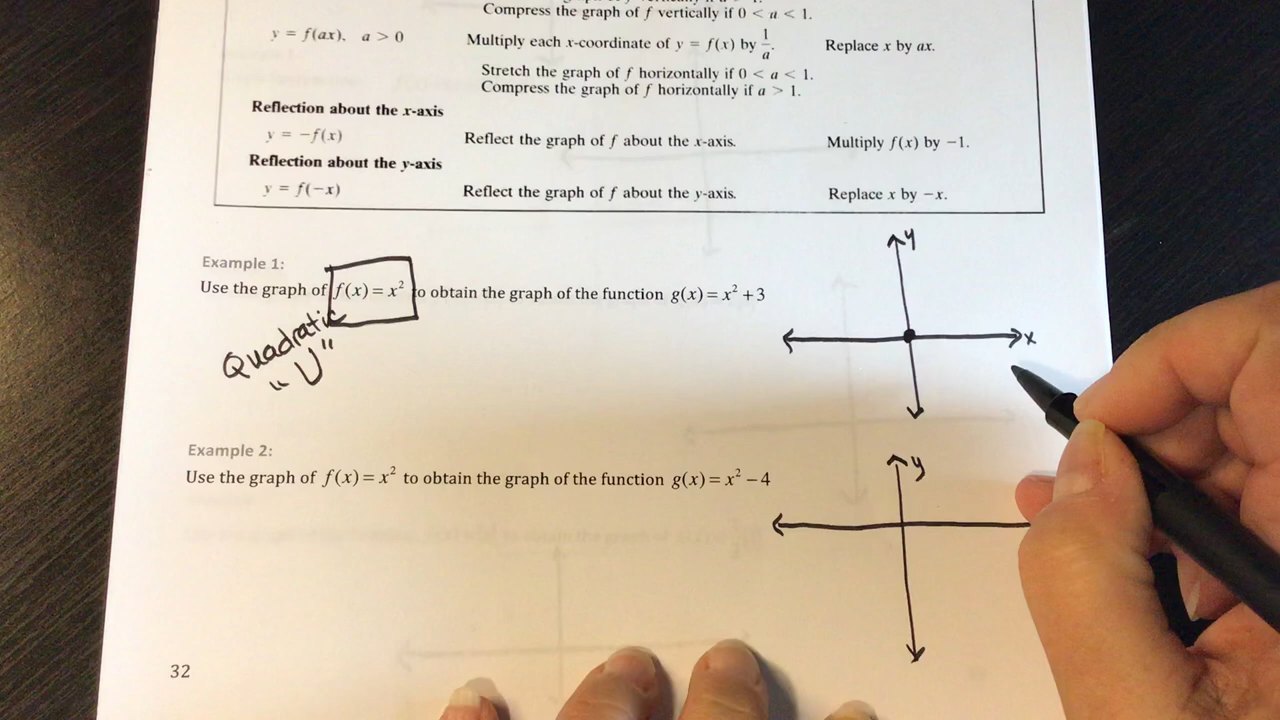 Compress the graph of f vertically if 0 < a < 1.
y = f(ax), a > 0 Multiply each x-coordinate of y = f(x) by 1/a. Replace x by ax.
Stretch the graph of f horizontally if 0 < a < 1.
Compress the graph of f horizontally if a > 1.
Reflection about the x-axis
y = −f(x) Reflect the graph of f about the x-axis. Multiply f(x) by −1.
Reflection about the y-axis
y = f(−x) Reflect the graph of f about the y-axis. Replace x by −x.
Example 1:
Use the graph of f(x) = x² to obtain the graph of the function g(x) = x² + 3
Quadratic
"U"
y
x
Example 2:
Use the graph of f(x) = x² to obtain the graph of the function g(x) = x² − 4
y
32